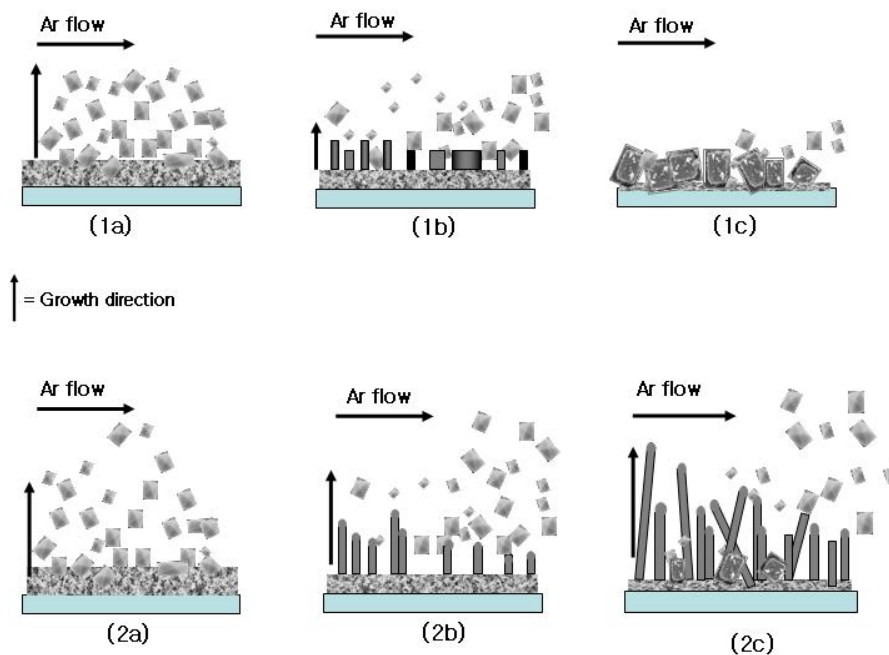 Ar flow
Ar flow
Ar flow
(1a)
(1b)
(1c)
= Growth direction
Ar flow
Ar flow
Ar flow
(2a)
(2b)
(2c)